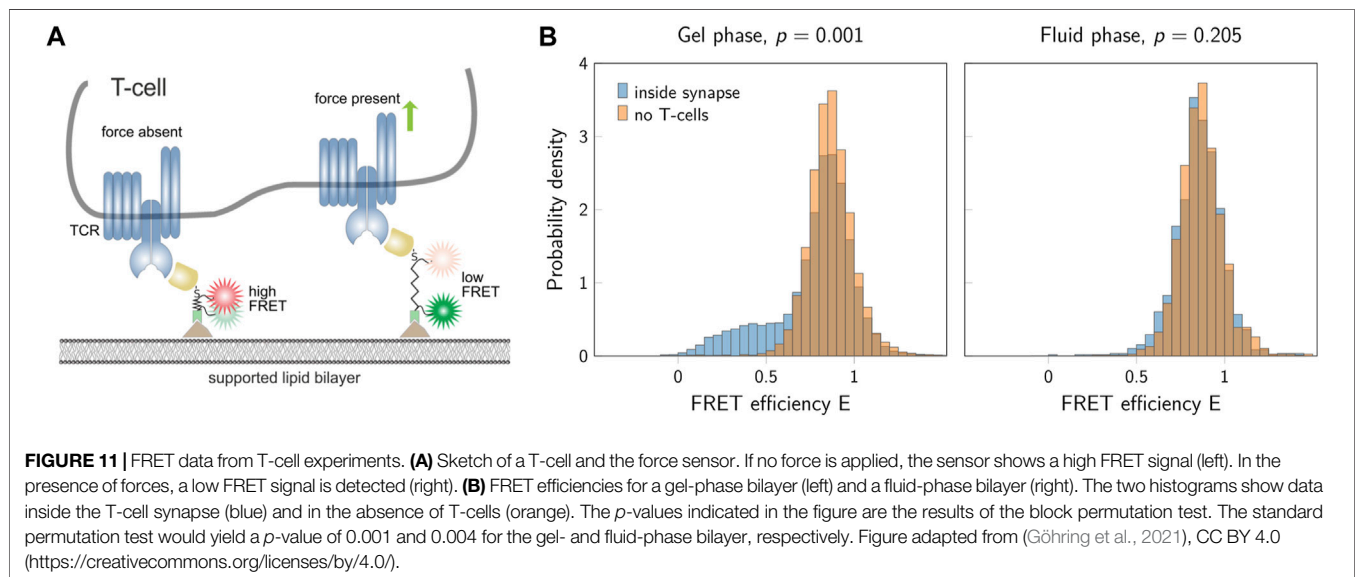 A
T-cell
force absent
force present
TCR
S
high
FRET
S
low
FRET
supported lipid bilayer
B
Gel phase, p = 0.001
Fluid phase, p = 0.205
inside synapse
no T-cells
Probability density
4
3
2
1
0
0
0.5
1
FRET efficiency E
0
0.5
1
FRET efficiency E
FIGURE 11 | FRET data from T-cell experiments. (A) Sketch of a T-cell and the force sensor. If no force is applied, the sensor shows a high FRET signal (left). In the
presence of forces, a low FRET signal is detected (right). (B) FRET efficiencies for a gel-phase bilayer (left) and a fluid-phase bilayer (right). The two histograms show data
inside the T-cell synapse (blue) and in the absence of T-cells (orange). The p-values indicated in the figure are the results of the block permutation test. The standard
permutation test would yield a p-value of 0.001 and 0.004 for the gel- and fluid-phase bilayer, respectively. Figure adapted from (Göhring et al., 2021), CC BY 4.0
(https://creativecommons.org/licenses/by/4.0/).